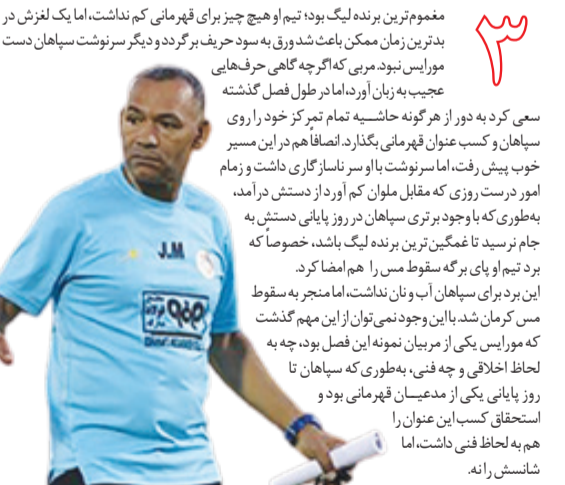 ۳
مغموم‌ترین برنده لیگ بود؛ تیم او هیچ چیز برای قهرمانی کم نداشت، اما یک لغزش در
بدترین زمان ممکن باعث شد ورق به سود حریف برگردد و دیگر سرنوشت سپاهان دست
مورایس نبود. مربی که اگرچه گاهی حرف‌هایی
عجیب به زبان آورد، اما در طول فصل گذشته
سعی کرد به دور از هرگونه حاشیه تمام تمرکز خود را روی
سپاهان و کسب عنوان قهرمانی بگذارد. انصافاً هم در این مسیر
خوب پیش رفت، اما سرنوشت با او سر ناسازگاری داشت و زمام
امور درست روزی که مقابل ملوان کم آورد از دستش درآمد،
به‌طوری‌که با وجود برتری سپاهان در روز پایانی دستش به
جام نرسید تا غمگین‌ترین برنده لیگ باشد، خصوصاً که
برد تیم او پای برگه سقوط مس را هم امضا کرد.
این برد برای سپاهان آب و نان نداشت، اما منجر به سقوط
مس کرمان شد. با این وجود نمی‌توان از این مهم گذشت
که مورایس یکی از مربیان نمونه این فصل بود، چه به
لحاظ اخلاقی و چه فنی، به‌طوری‌که سپاهان تا
روز پایانی یکی از مدعیان قهرمانی بود و
استحقاق کسب این عنوان را
هم به لحاظ فنی داشت، اما
شانسش را نه.
J.M